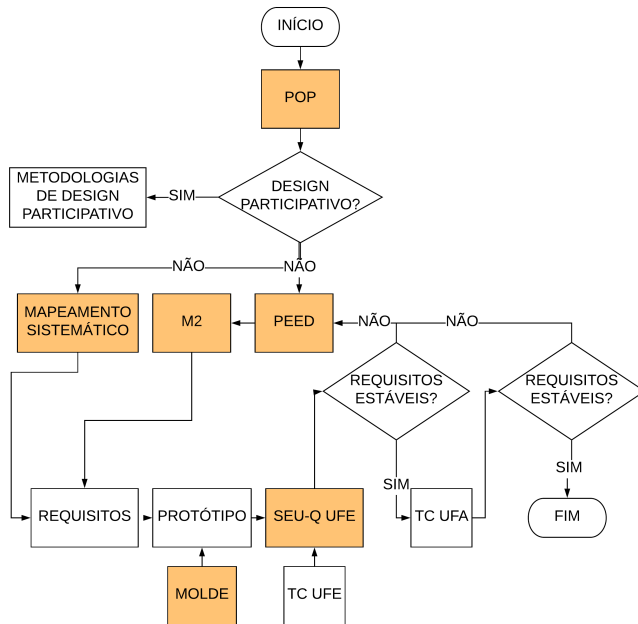 INÍCIO
POP
DESIGN
PARTICIPATIVO?
SIM
METODOLOGIAS
DE DESIGN
PARTICIPATIVO
NÃO
NÃO
MAPEAMENTO
SISTEMÁTICO
M2
PEED
NÃO
NÃO
REQUISITOS
ESTÁVEIS?
REQUISITOS
ESTÁVEIS?
SIM
SIM
REQUISITOS
PROTÓTIPO
SEU-Q UFE
TC UFA
FIM
MOLDE
TC UFE